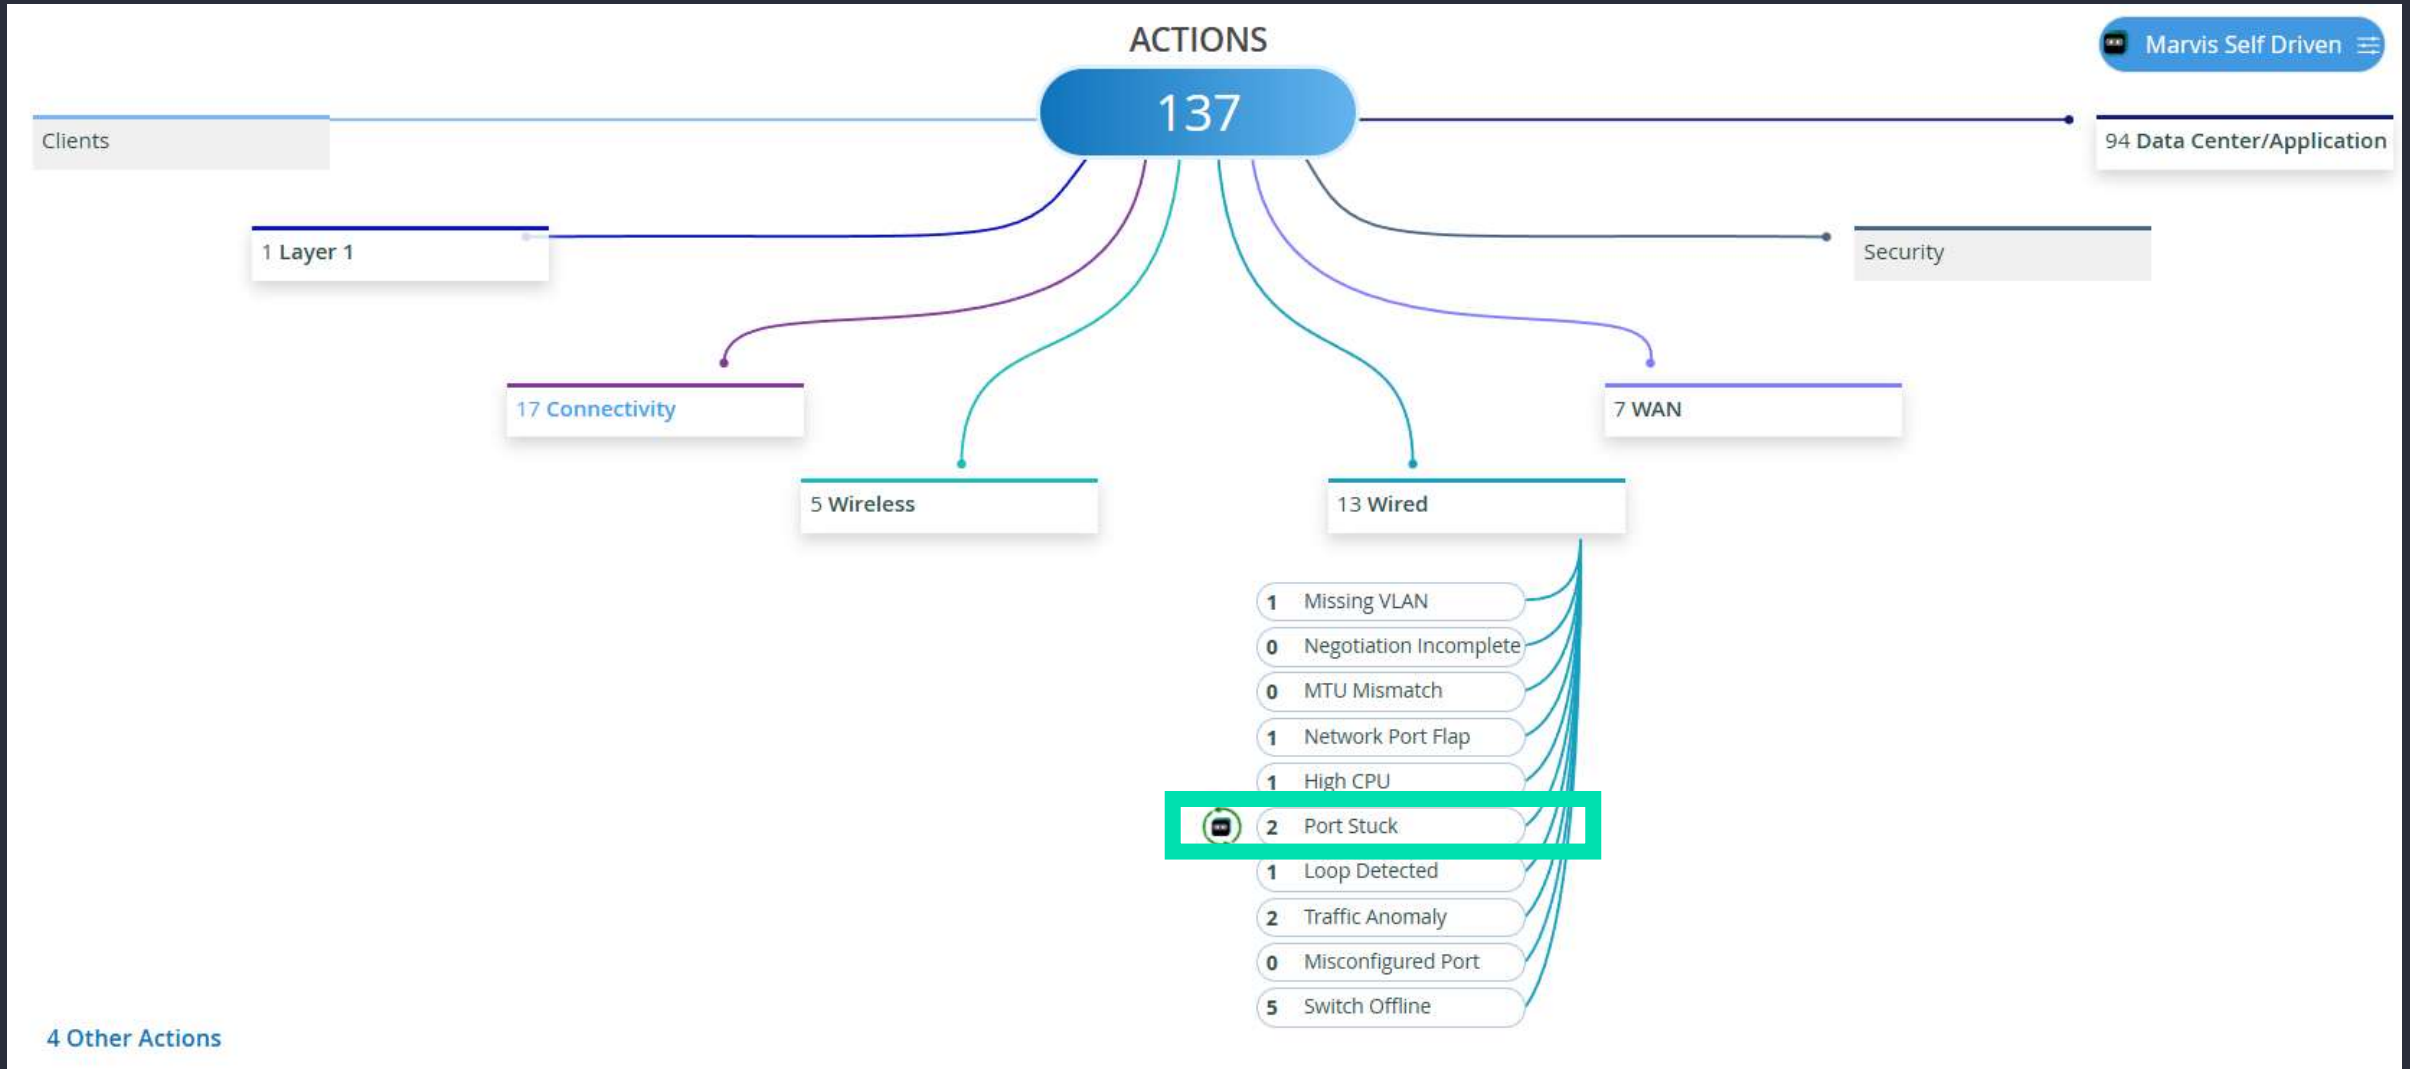 ACTIONS
Marvis Self Driven
137
Clients
94 Data Center/Application
1 Layer 1
Security
17 Connectivity
7 WAN
5 Wireless
13 Wired
1 Missing VLAN
0 Negotiation Incomplete
0 MTU Mismatch
1 Network Port Flap
1 High CPU
2 Port Stuck
1 Loop Detected
2 Traffic Anomaly
0 Misconfigured Port
5 Switch Offline
4 Other Actions